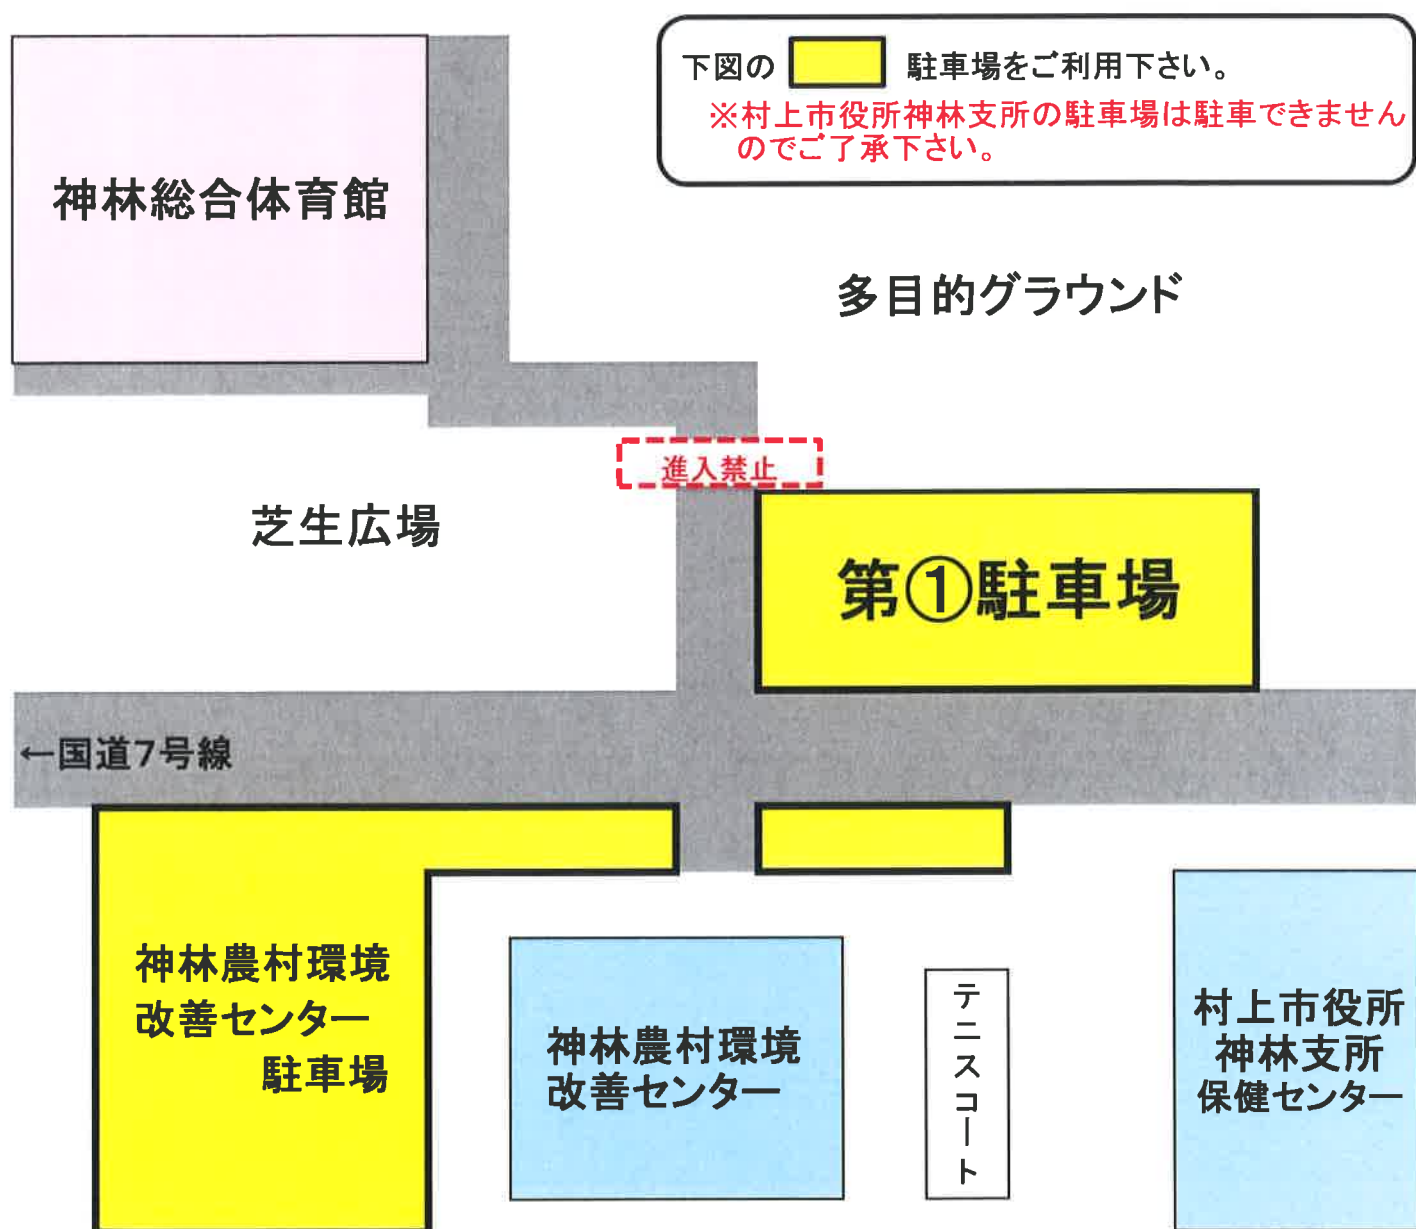 下図の 駐車場をご利用下さい。
※村上市役所神林支所の駐車場は駐車できません
のでご了承下さい。
神林総合体育館
多目的グラウンド
進入禁止
芝生広場
第①駐車場
←国道7号線
神林農村環境
改善センター
駐車場
神林農村環境
改善センター
テニスコート
村上市役所
神林支所
保健センター